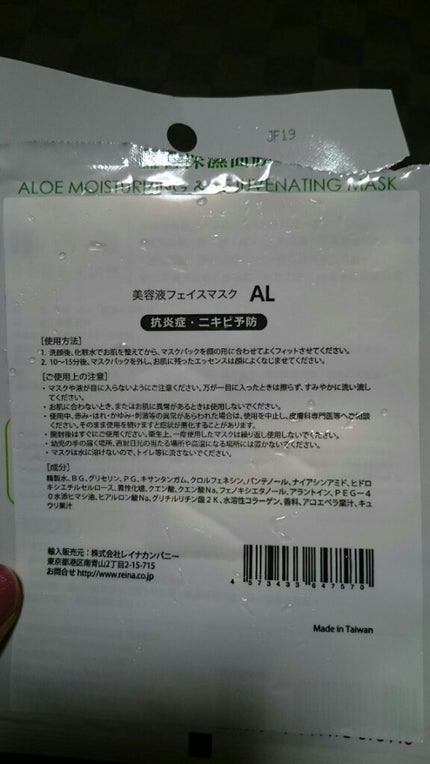 JF19
ALOE MOISTURIZING & REJUVENATING MASK
美容液フェイスマスク AL
抗炎症・ニキビ予防
[使用方法]
1. 洗顔後、化粧水でお肌を整えてから、マスクパックを顔の形に合わせてよくフィットさせてください。
2. 10〜15分後、マスクパックを外し、お肌に残ったエッセンスは顔によくなじませてください。
[ご使用上の注意]
・マスクや液が目に入らないようにご注意ください。万が一目に入ったときは擦らず、すみやかに洗い流し
てください。
・お肌に合わないとき、またはお肌に異常があるときは使用しないでください。
・使用中、赤み・はれ・かゆみ・刺激等の異常があらわれた場合は、使用を中止し、皮膚科専門医等へご相談
ください。そのまま使用を続けますと症状が悪化することがあります。
・開封後はすぐにご使用ください。衛生上、一度使用したマスクは繰り返し使用しないでください。
・幼児の手の届く場所、直射日光の当たる場所や高温になる場所には置かないでください。
・マスクは水に溶けないので、トイレ等に流さないでください。
[成分]
精製水、BG、グリセリン、PG、キサンタンガム、クロルフェネシン、パンテノール、ナイアシンアミド、ヒドロ
キシエチルセルロース、異性化糖、クエン酸、クエン酸Na、フェノキシエタノール、アラントイン、PEG-4
0水添ヒマシ油、ヒアルロン酸Na、グリチルリチン酸2K、水溶性コラーゲン、香料、アロエベラ葉汁、キュ
ウリ果汁
輸入販売元：株式会社レイナカンパニー
東京都港区南青山2丁目2-15-715
お問合せ http://www.reina.co.jp
4 573433 647570
Made in Taiwan